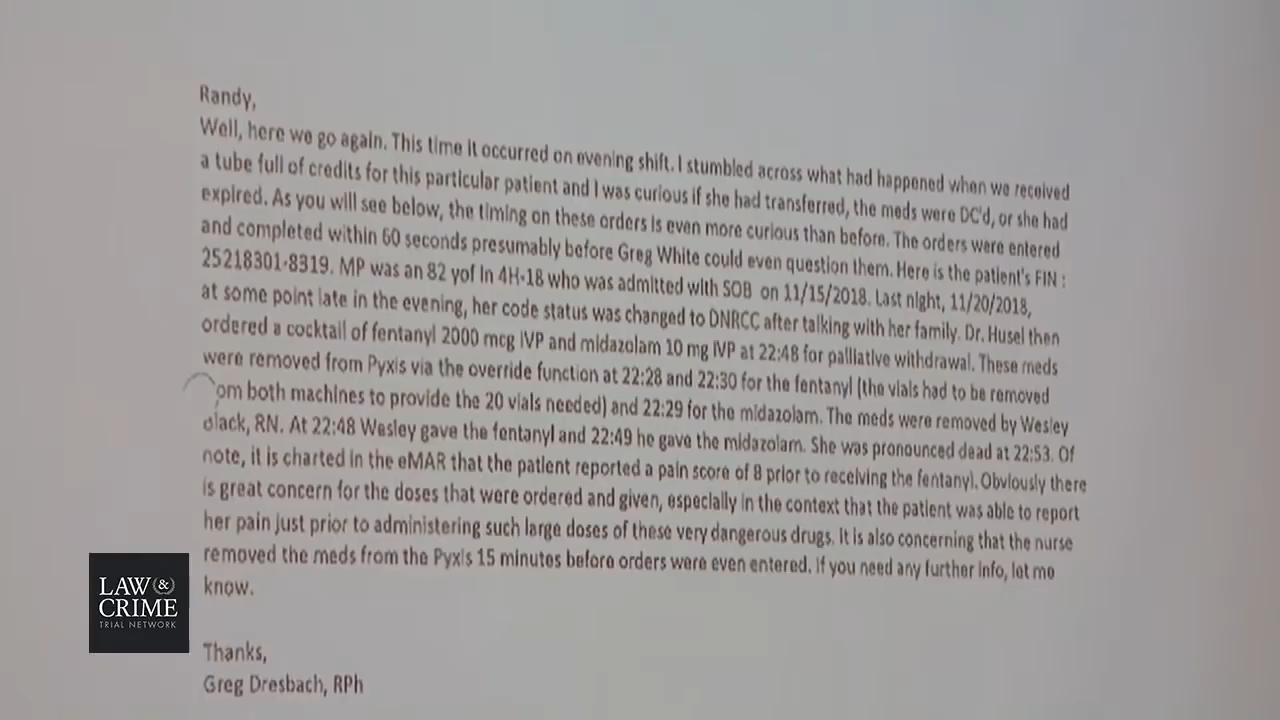 Randy,
Well, here we go again. This time it occurred on evening shift. I stumbled across what had happened when we received
a tube full of credits for this particular patient and I was curious if she had transferred, the meds were DC'd, or she had
expired. As you will see below, the timing on these orders is even more curious than before. The orders were entered
and completed within 60 seconds presumably before Greg White could even question them. Here is the patient's FIN :
25218301-8319. MP was an 82 yof in 4H-18 who was admitted with SOB on 11/15/2018. Last night, 11/20/2018,
at some point late in the evening, her code status was changed to DNRCC after talking with her family. Dr. Husel then
ordered a cocktail of fentanyl 2000 mcg IVP and midazolam 10 mg IVP at 22:48 for palliative withdrawal. These meds
were removed from Pyxis via the override function at 22:28 and 22:30 for the fentanyl (the vials had to be removed
om both machines to provide the 20 vials needed) and 22:29 for the midazolam. The meds were removed by Wesley
lack, RN. At 22:48 Wesley gave the fentanyl and 22:49 he gave the midazolam. She was pronounced dead at 22:53. Of
note, it is charted in the eMAR that the patient reported a pain score of 8 prior to receiving the fentanyl. Obviously there
is great concern for the doses that were ordered and given, especially in the context that the patient was able to report
her pain just prior to administering such large doses of these very dangerous drugs. It is also concerning that the nurse
removed the meds from the Pyxis 15 minutes before orders were even entered. If you need any further info, let me
know.
Thanks,
Greg Dresbach, RPh
LAW &
CRIME
TRIAL NETWORK